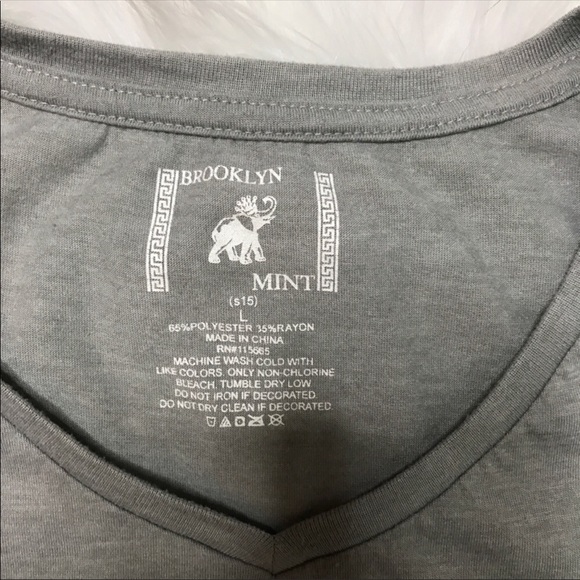 BROOKLYN
MINT
(s15)
L
65%POLYESTER 35%RAYON
MADE IN CHINA
RN#115665
MACHINE WASH COLD WITH
LIKE COLORS. ONLY NON-CHLORINE
BLEACH. TUMBLE DRY LOW
DO NOT IRON IF DECORATED.
DO NOT DRY CLEAN IF DECORATED.